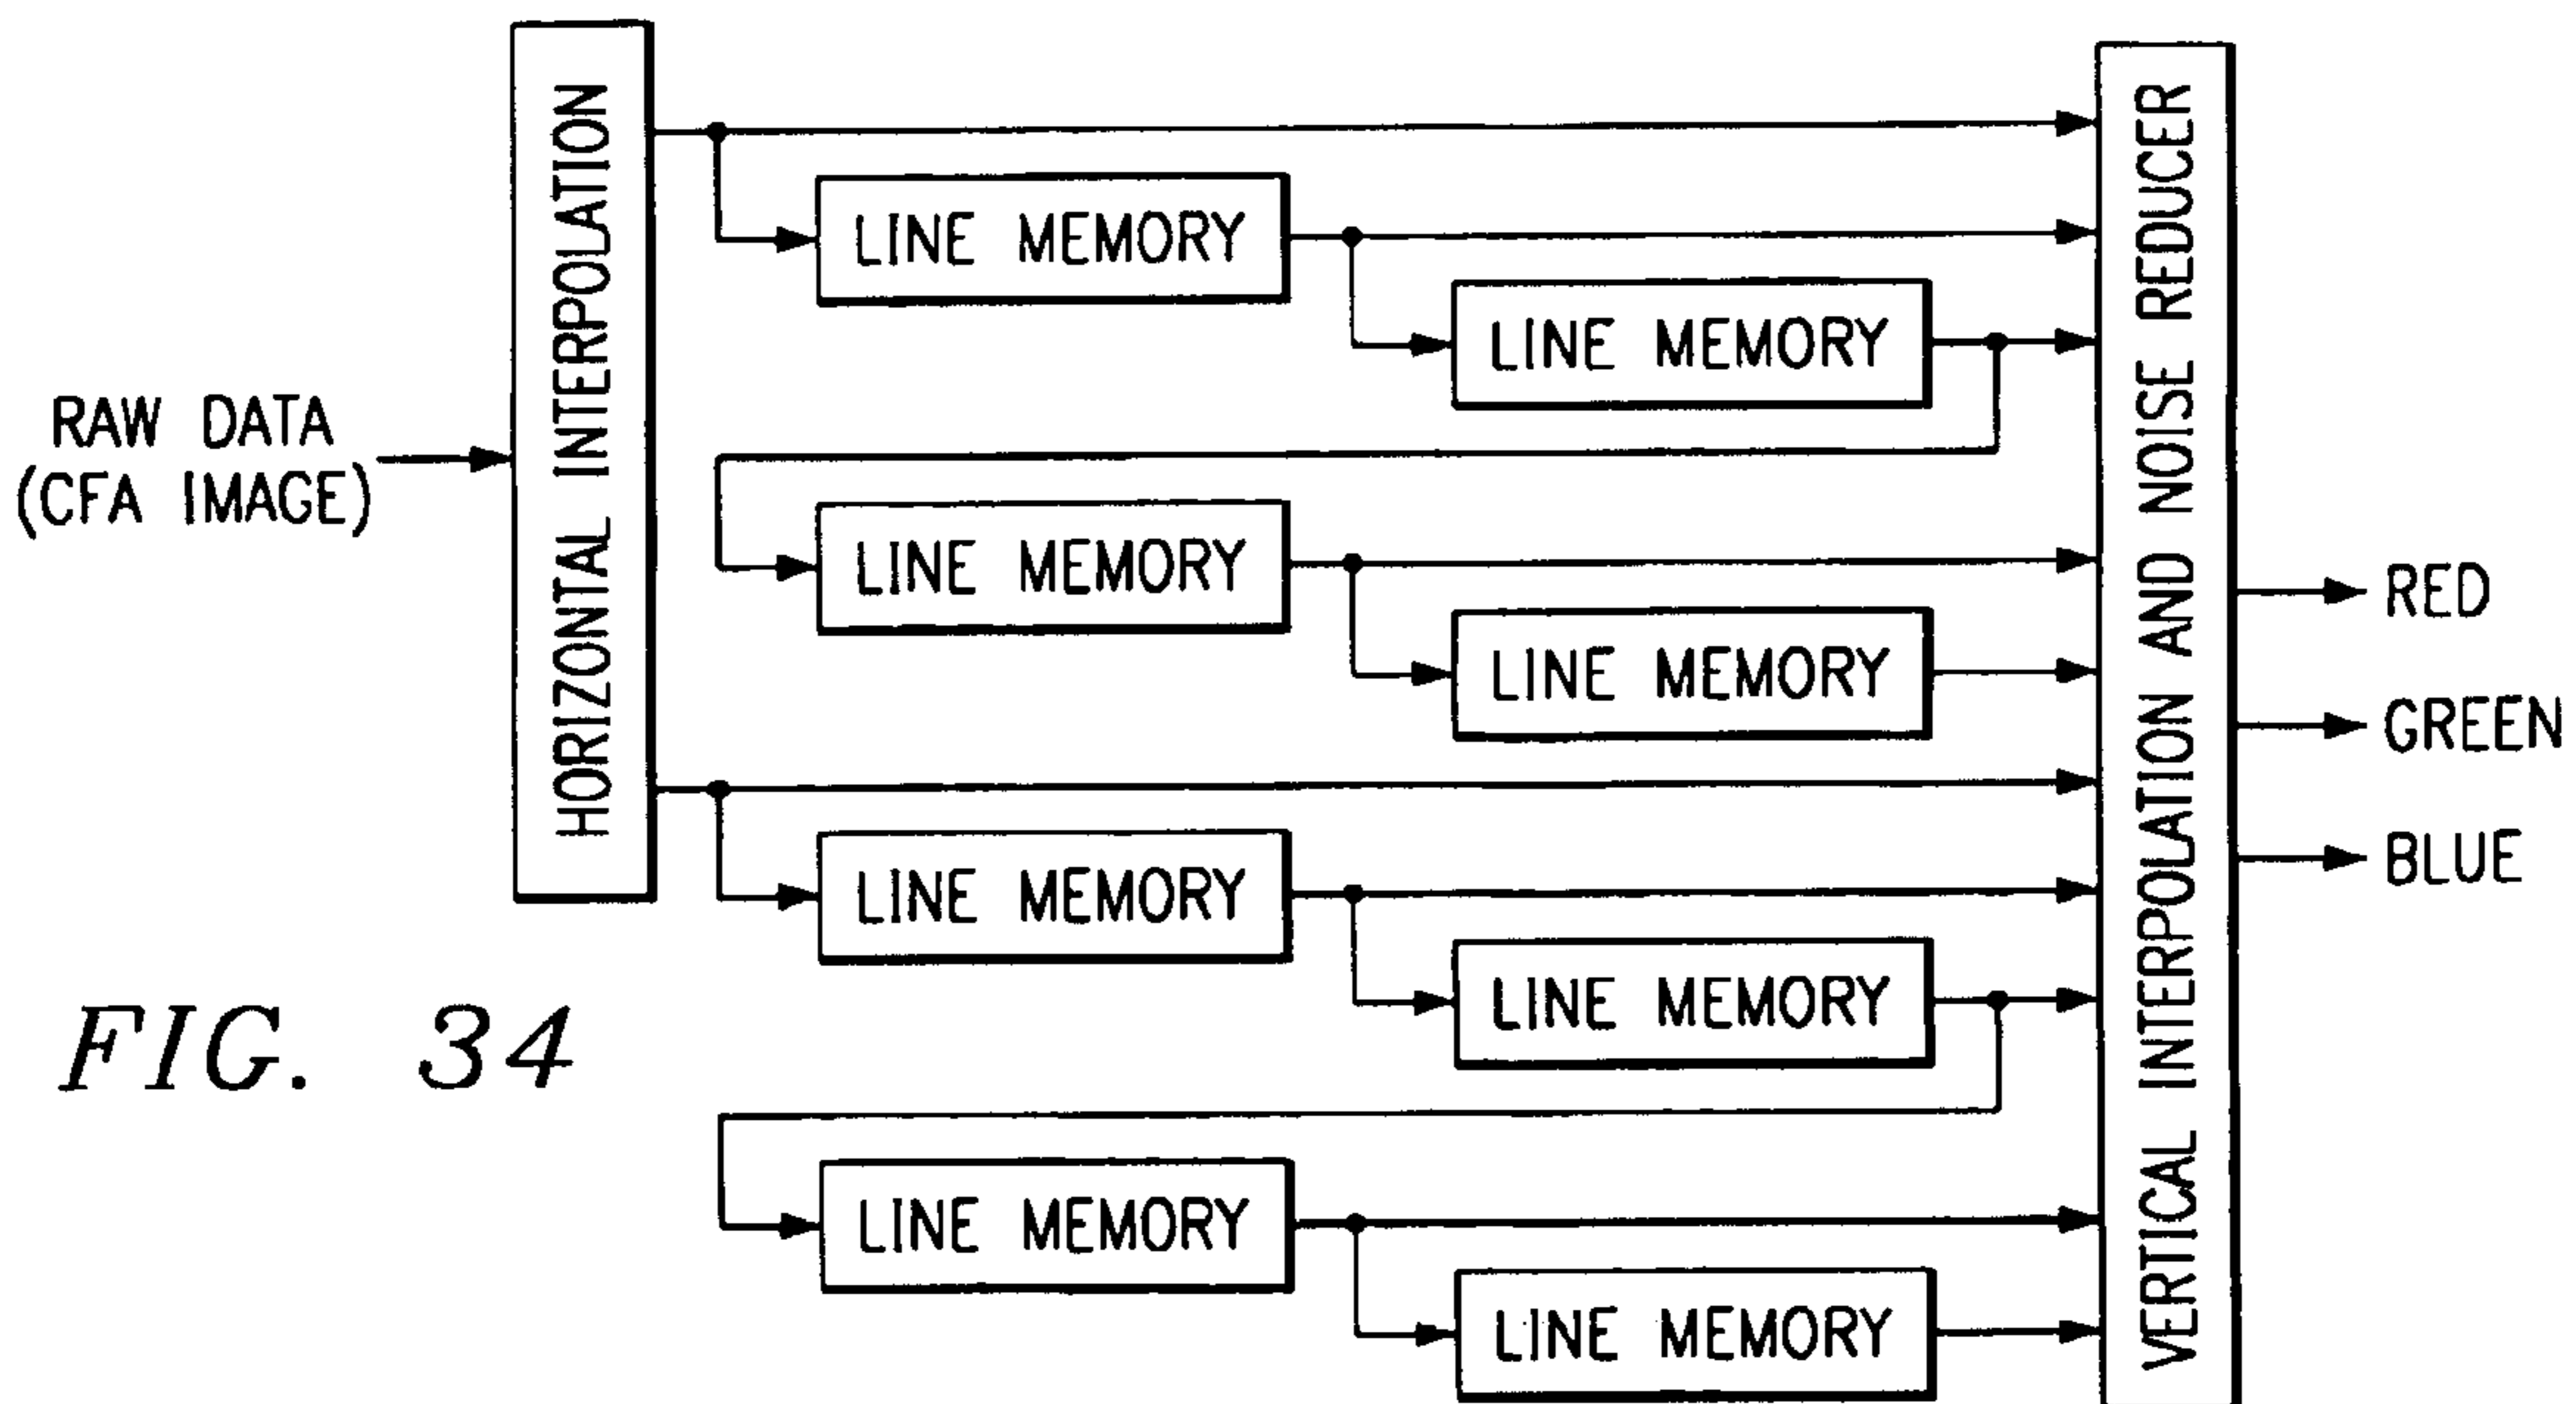 RAW DATA
(CFA IMAGE)
HORIZONTAL INTERPOLATION
LINE MEMORY
LINE MEMORY
LINE MEMORY
LINE MEMORY
LINE MEMORY
LINE MEMORY
LINE MEMORY
LINE MEMORY
VERTICAL INTERPOLATION AND NOISE REDUCER
RED
GREEN
BLUE
FIG. 34